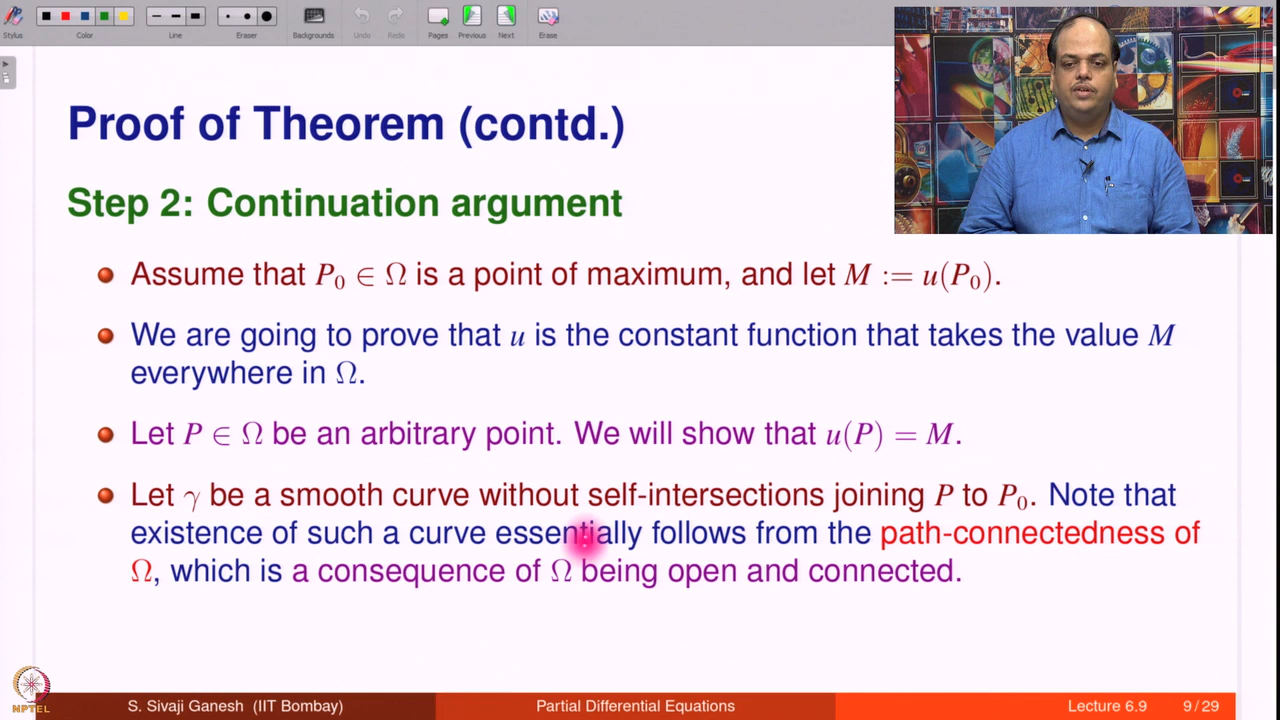 Stylus Color Line Eraser Backgrounds Undo Redo Pages Previous Next Erase
Proof of Theorem (contd.)
Step 2: Continuation argument
Assume that P₀ ∈ Ω is a point of maximum, and let M := u(P₀).
We are going to prove that u is the constant function that takes the value M
everywhere in Ω.
Let P ∈ Ω be an arbitrary point. We will show that u(P) = M.
Let γ be a smooth curve without self-intersections joining P to P₀. Note that
existence of such a curve essentially follows from the path-connectedness of
Ω, which is a consequence of Ω being open and connected.
NPTEL
S. Sivaji Ganesh (IIT Bombay) Partial Differential Equations Lecture 6.9 9 / 29